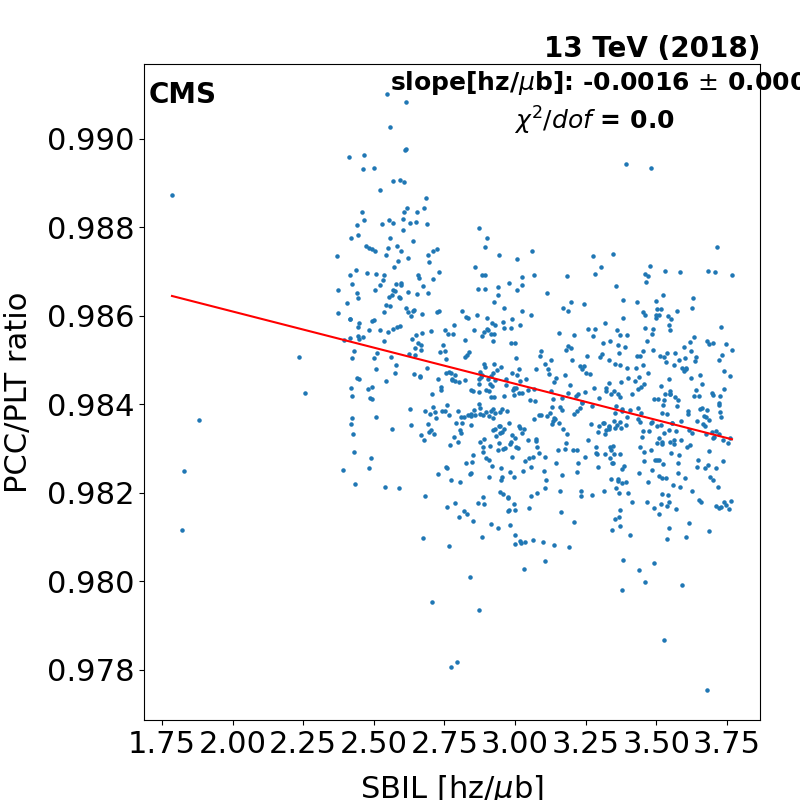 13 TeV (2018)
CMS
slope[hz/μb]: -0.0016 ± 0.000
χ²/dof = 0.0
0.990
0.988
0.986
0.984
0.982
0.980
0.978
PCC/PLT ratio
1.75 2.00 2.25 2.50 2.75 3.00 3.25 3.50 3.75
SBIL [hz/μb]